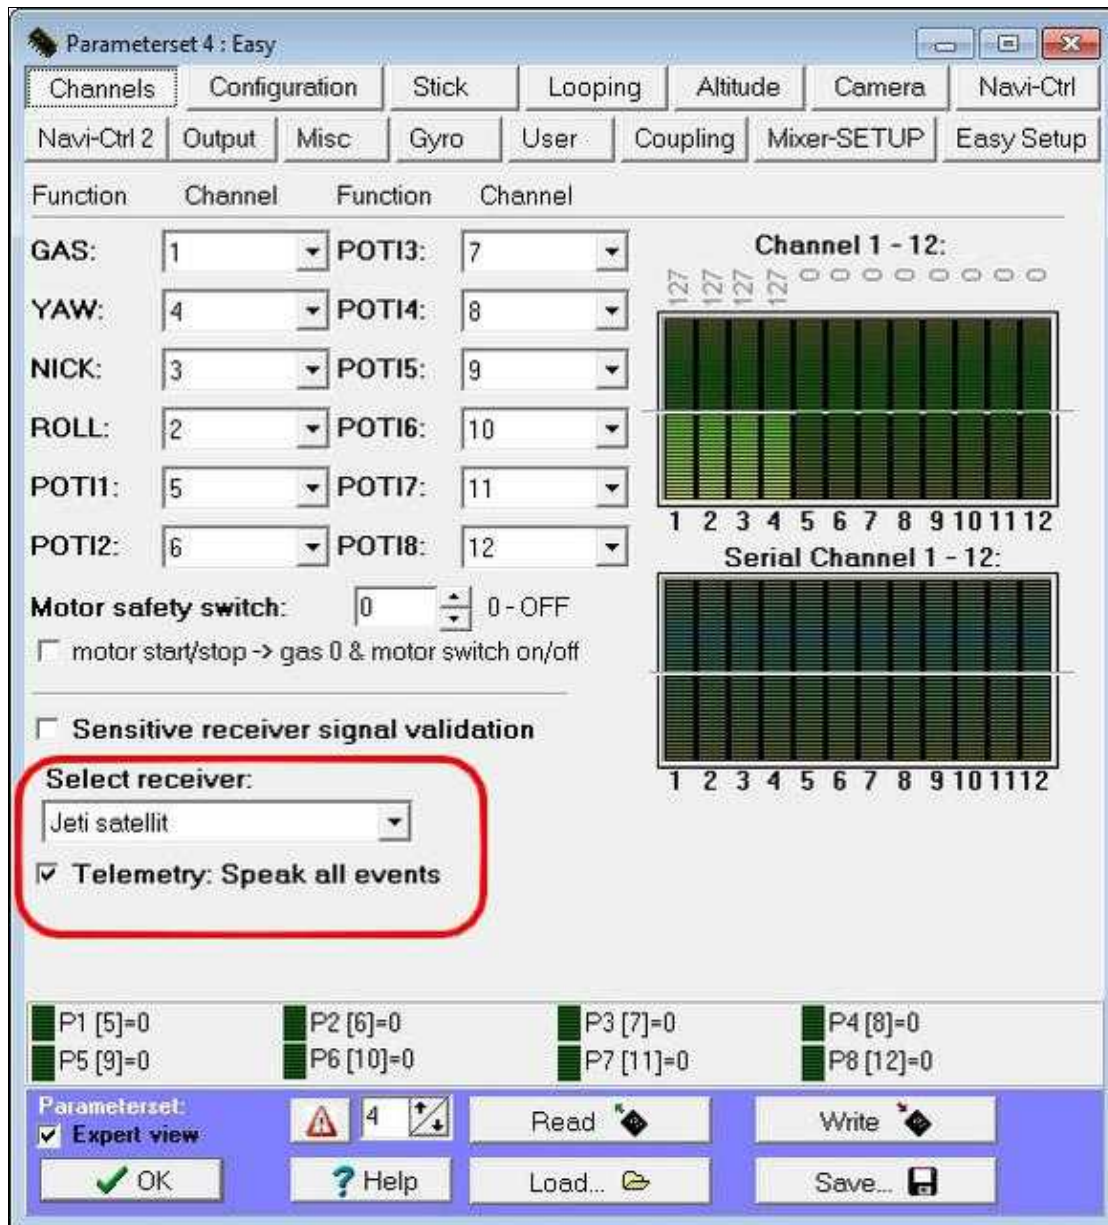 Parameterset 4 : Easy
Channels Configuration Stick Looping Altitude Camera Navi-Ctrl
Navi-Ctrl 2 Output Misc Gyro User Coupling Mixer-SETUP Easy Setup
Function Channel Function Channel
GAS: 1 POTI3: 7
YAW: 4 POTI4: 8
NICK: 3 POTI5: 9
ROLL: 2 POTI6: 10
POTI1: 5 POTI7: 11
POTI2: 6 POTI8: 12
Motor safety switch: 0 0 - OFF
motor start/stop -> gas 0 & motor switch on/off
Sensitive receiver signal validation
Select receiver:
Jeti satellit
Telemetry: Speak all events
Channel 1 - 12:
127 127 127 127 0 0 0 0 0 0 0 0
1 2 3 4 5 6 7 8 9 10 11 12
Serial Channel 1 - 12:
1 2 3 4 5 6 7 8 9 10 11 12
P1 [5]=0 P2 [6]=0 P3 [7]=0 P4 [8]=0
P5 [9]=0 P6 [10]=0 P7 [11]=0 P8 [12]=0
Parameterset:
Expert view 4 Read Write
OK Help Load... Save...